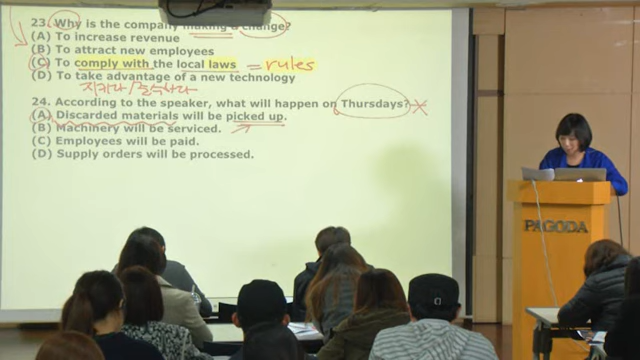 23. Why is the company making a change?
(A) To increase revenue
(B) To attract new employees
(C) To comply with the local laws = rules
(D) To take advantage of a new technology
지키다/준수하다
24. According to the speaker, what will happen on Thursdays?
(A) Discarded materials will be picked up.
(B) Machinery will be serviced.
(C) Employees will be paid.
(D) Supply orders will be processed.
PAGODA